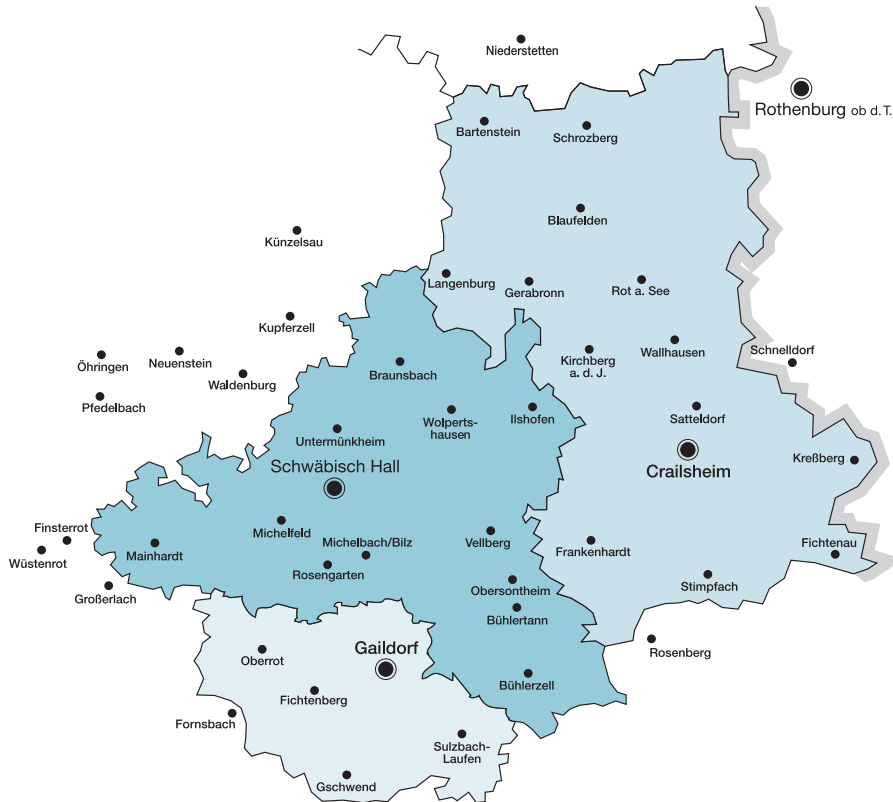 Niederstetten
Rothenburg ob d.T.
Bartenstein
Schrozberg
Blaufelden
Künzelsau
Langenburg
Gerabronn
Rot a. See
Kupferzell
Öhringen
Neuenstein
Waldenburg
Braunsbach
Kirchberg
a. d. J.
Wallhausen
Schnelldorf
Pfedelbach
Wolperts-
hausen
Ilshofen
Satteldorf
Untermünkheim
Schwäbisch Hall
Crailsheim
Kreßberg
Finsterrot
Wüstenrot
Mainhardt
Michelfeld
Michelbach/Bilz
Rosengarten
Vellberg
Frankenhardt
Fichtenau
Großerlach
Obersontheim
Bühlertann
Stimpfach
Gaildorf
Oberrot
Rosenberg
Fichtenberg
Bühlerzell
Fornsbach
Sulzbach-
Laufen
Gschwend